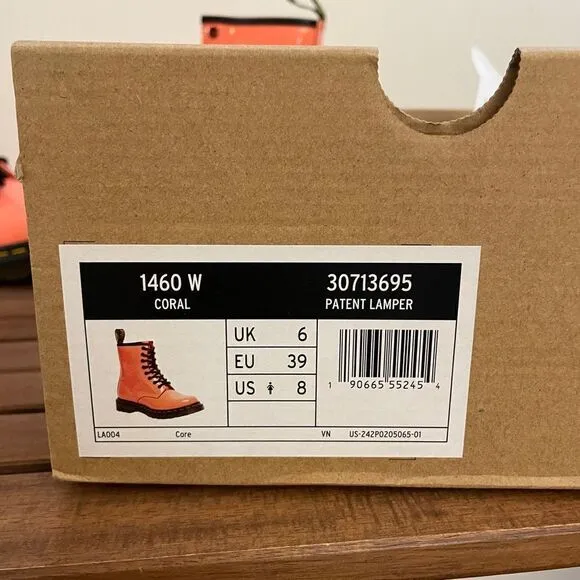 1460 W
CORAL
30713695
PATENT LAMPER
UK 6
EU 39
US 8
1 90665 55245 4
LA004 Core VN US-242P0205065-01